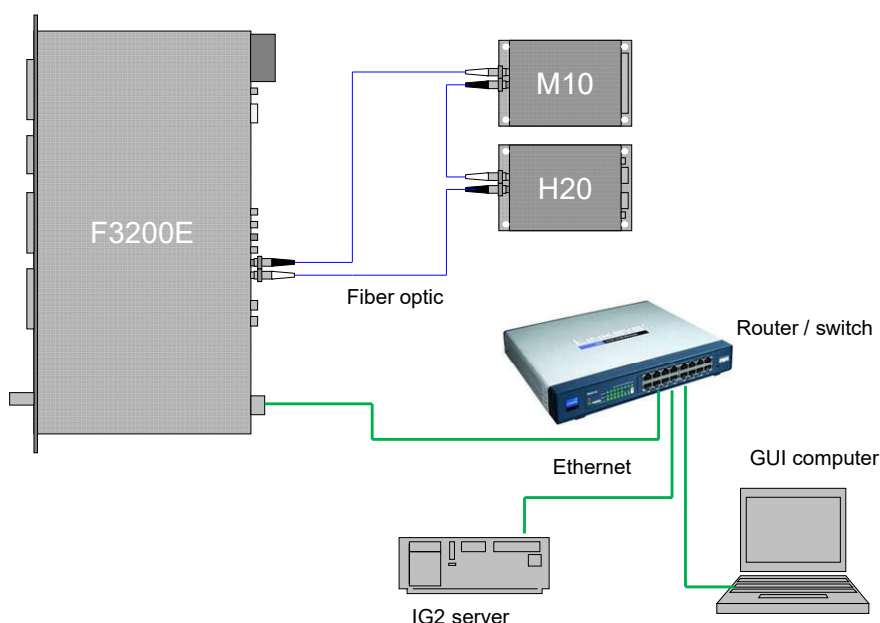 M10
H20
F3200E
Fiber optic
Router / switch
Ethernet
GUI computer
IG2 server